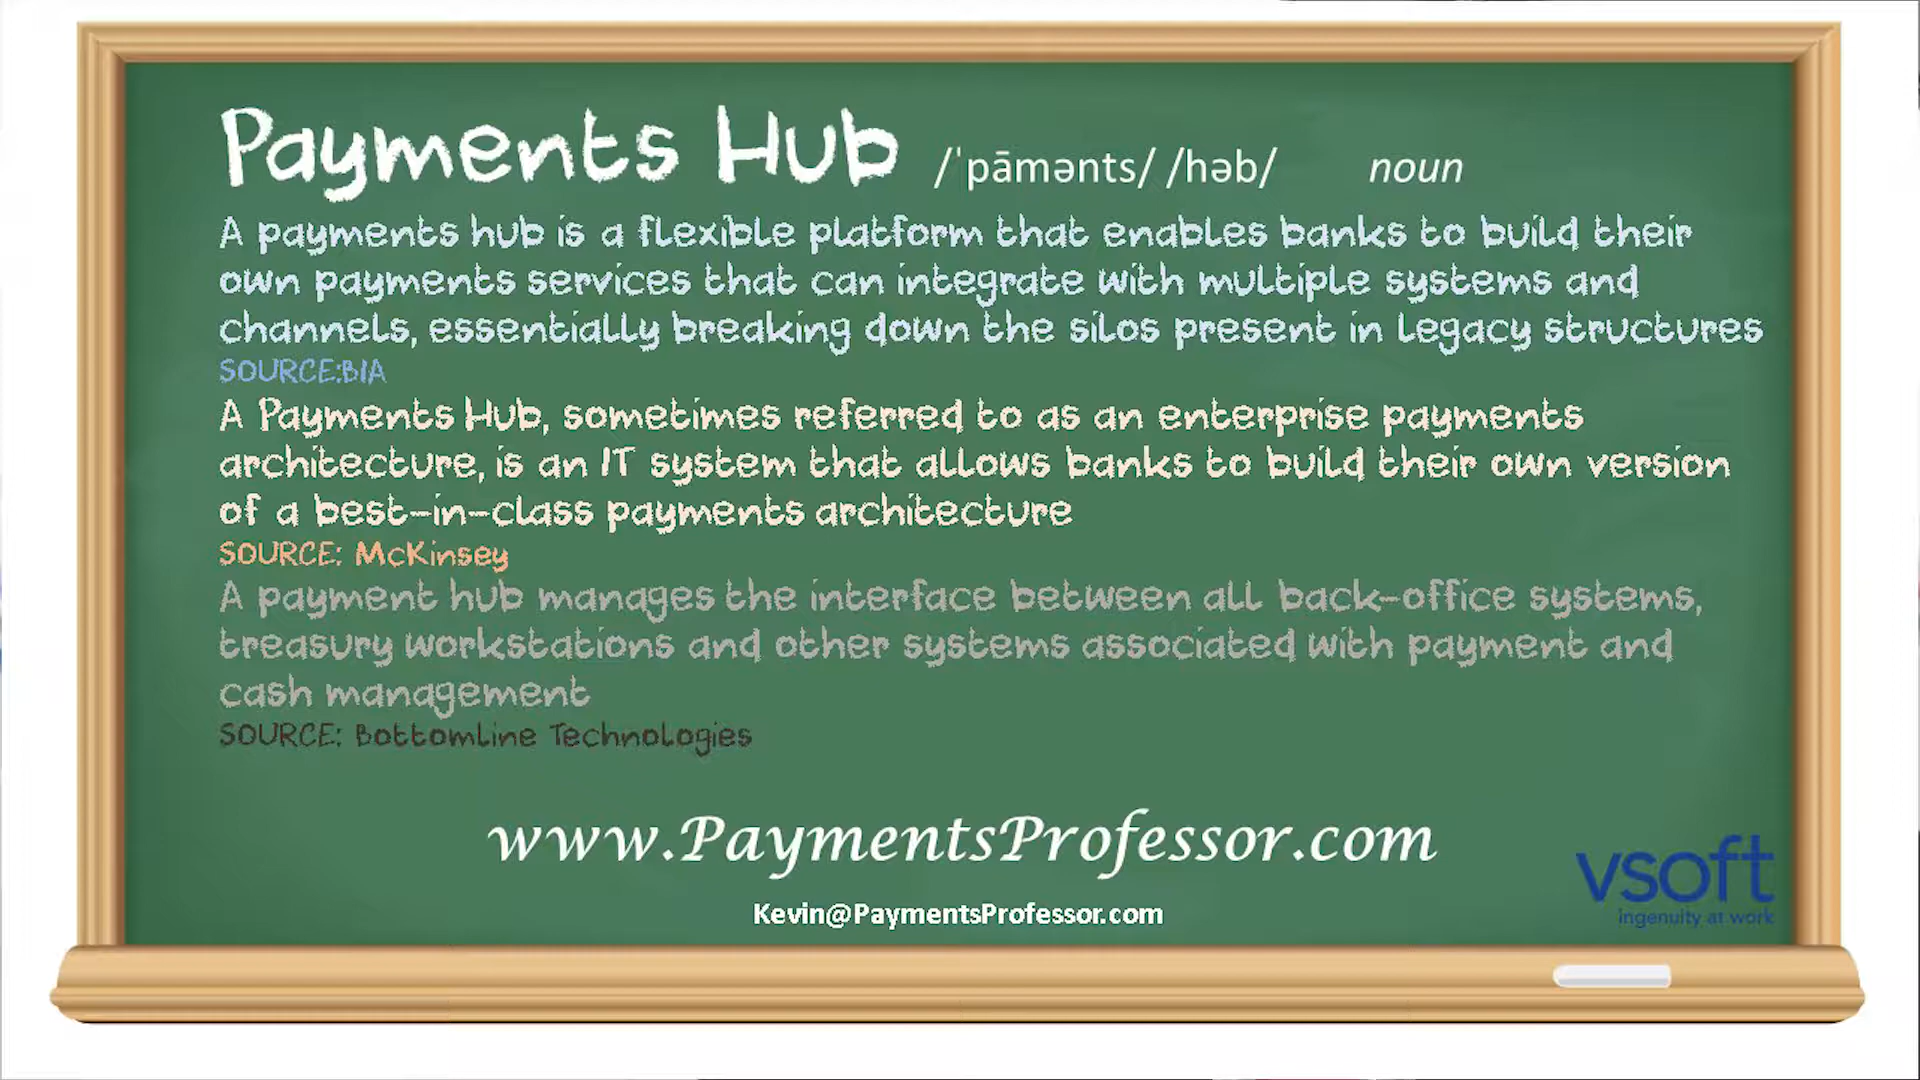 Payments Hub /ˈpāmənts/ /həb/ noun
A payments hub is a flexible platform that enables banks to build their
own payments services that can integrate with multiple systems and
channels, essentially breaking down the silos present in legacy structures
SOURCE:BIA
A Payments Hub, sometimes referred to as an enterprise payments
architecture, is an IT system that allows banks to build their own version
of a best-in-class payments architecture
SOURCE: McKinsey
A payment hub manages the interface between all back-office systems,
treasury workstations and other systems associated with payment and
cash management
SOURCE: Bottomline Technologies
www.PaymentsProfessor.com
Kevin@PaymentsProfessor.com
vsoft
ingenuity at work